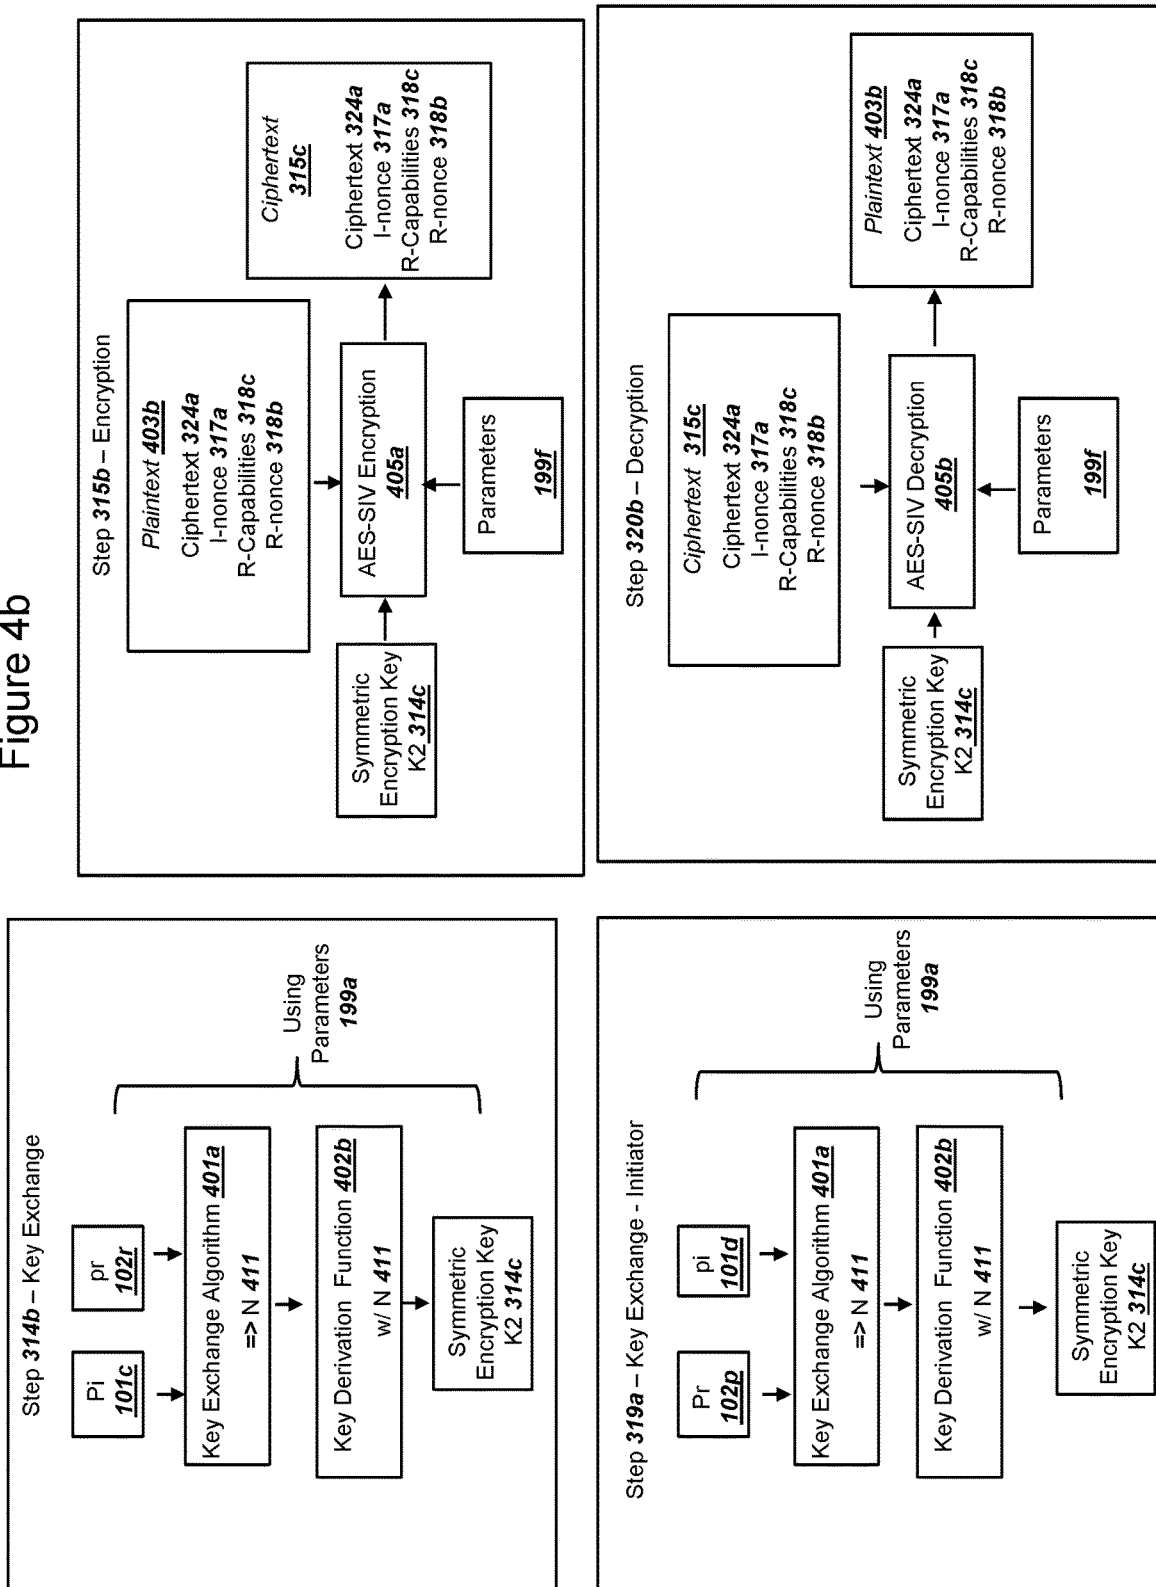 Figure 4b
Step 314b – Key Exchange
Pi
101c
pr
102r
Key Exchange Algorithm 401a
=> N 411
Key Derivation Function 402b
w/ N 411
Symmetric
Encryption Key
K2 314c
Using
Parameters
199a
Step 315b – Encryption
Plaintext 403b
Ciphertext 324a
I-nonce 317a
R-Capabilities 318c
R-nonce 318b
Symmetric
Encryption Key
K2 314c
AES-SIV Encryption
405a
Parameters
199f
Ciphertext
315c
Ciphertext 324a
I-nonce 317a
R-Capabilities 318c
R-nonce 318b
Step 319a – Key Exchange - Initiator
Pr
102p
pi
101d
Key Exchange Algorithm 401a
=> N 411
Key Derivation Function 402b
w/ N 411
Symmetric
Encryption Key
K2 314c
Using
Parameters
199a
Step 320b – Decryption
Ciphertext 315c
Ciphertext 324a
I-nonce 317a
R-Capabilities 318c
R-nonce 318b
Symmetric
Encryption Key
K2 314c
AES-SIV Decryption
405b
Parameters
199f
Plaintext 403b
Ciphertext 324a
I-nonce 317a
R-Capabilities 318c
R-nonce 318b